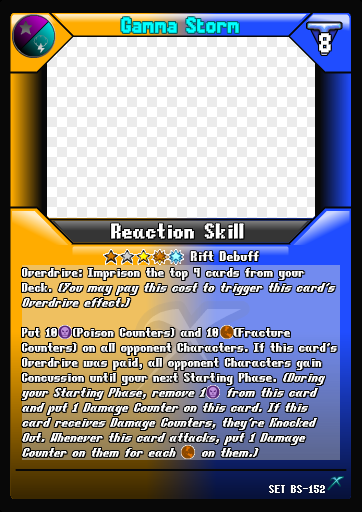 Gamma Storm
8
Reaction Skill
Rift Debuff
Overdrive: Imprison the top 4 cards from your
Deck. (You may pay this cost to trigger this card's
Overdrive effect.)
Put 10 (Poison Counters) and 10 (Fracture
Counters) on all opponent Characters. If this card's
Overdrive was paid, all opponent Characters gain
Concussion until your next Starting Phase. (During
your Starting Phase, remove 1 from this card
and put 1 Damage Counter on this card. If this
card receives Damage Counters, they're Knocked
Out. Whenever this card attacks, put 1 Damage
Counter on them for each on them.)
SET BS-152